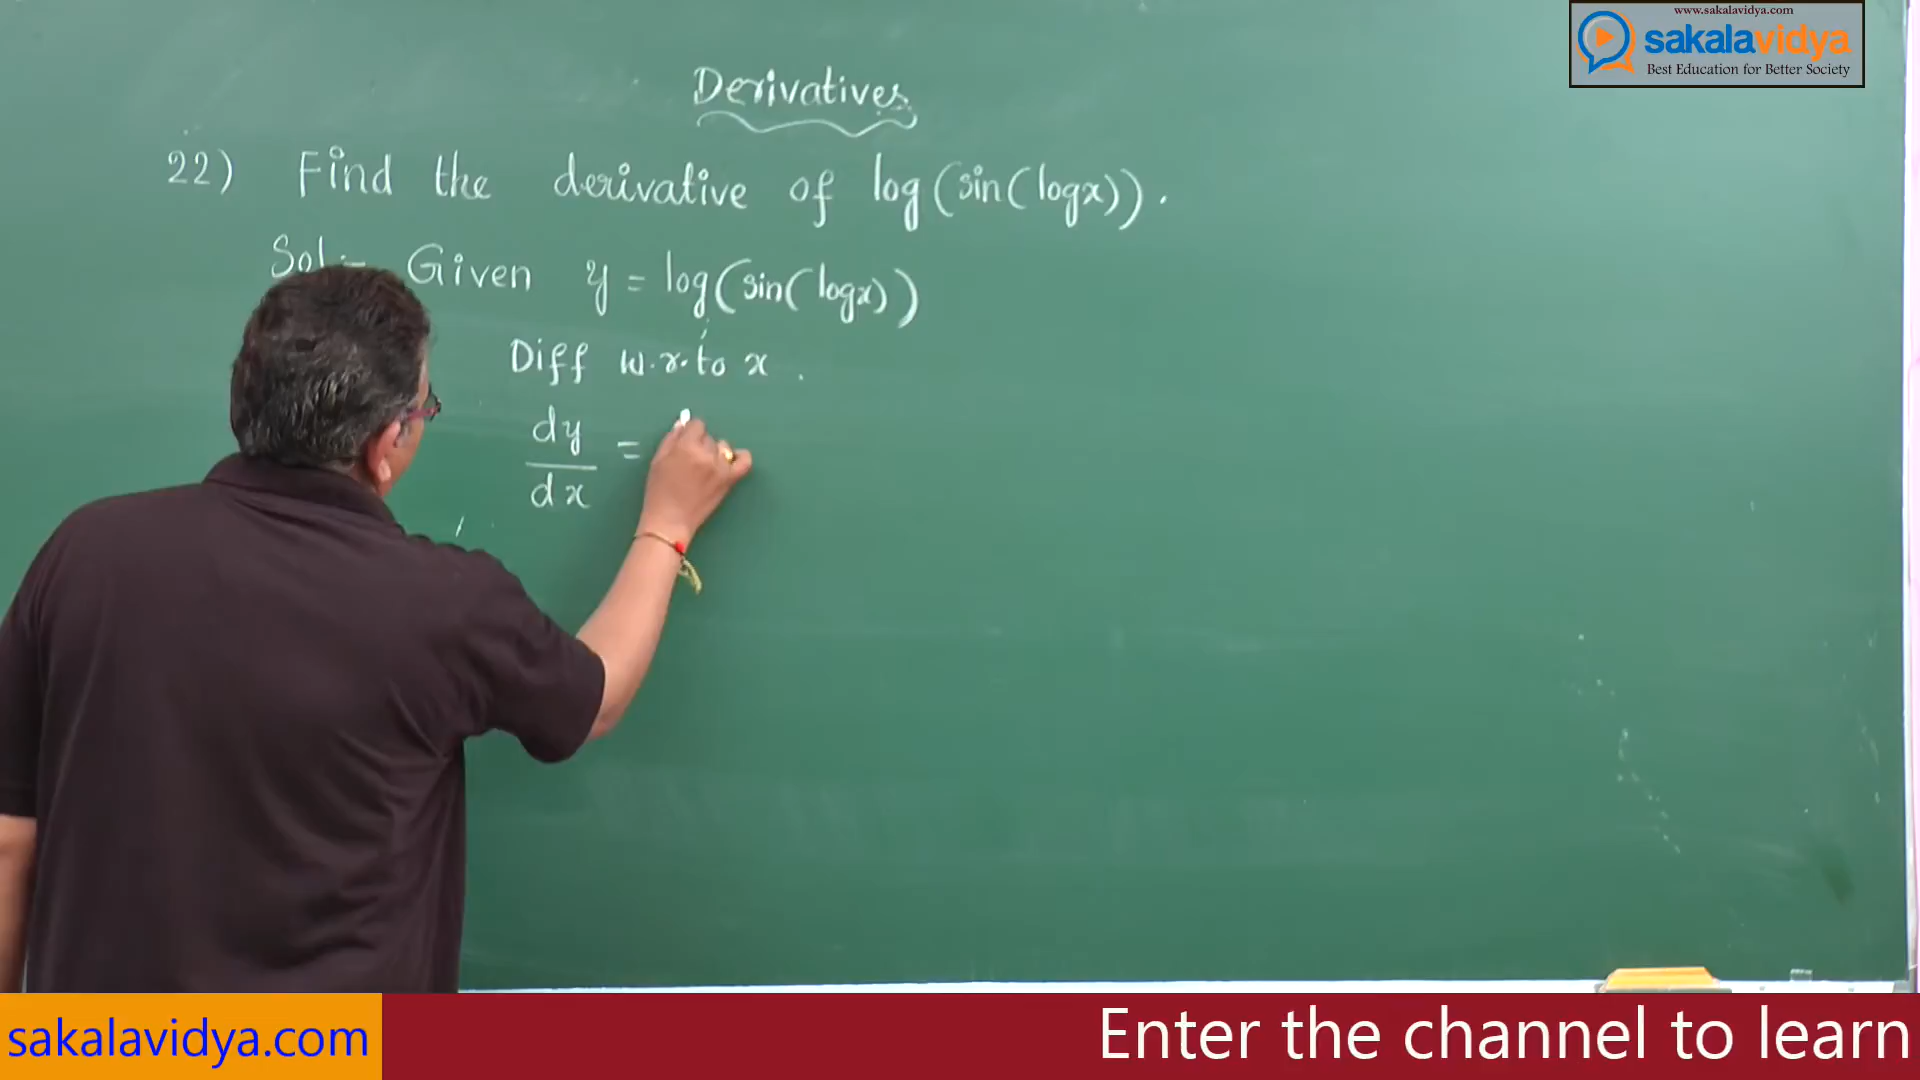 www.sakalavidya.com
sakalavidya
Best Education for Better Society
Derivatives
22) Find the derivative of log(sin(logx)).
Sol:- Given y = log(sin(logx))
Diff w.r.to x.
dy/dx =
sakalavidya.com
Enter the channel to learn